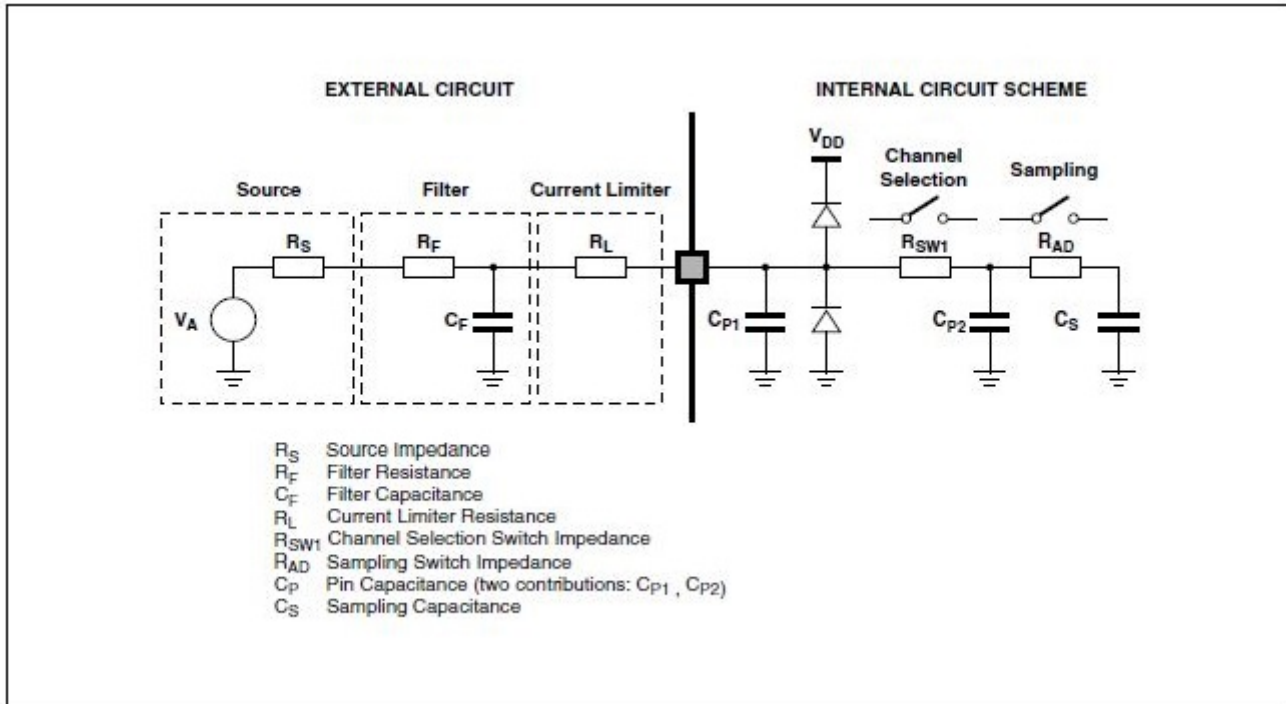 EXTERNAL CIRCUIT
INTERNAL CIRCUIT SCHEME
VDD
Channel
Selection
Sampling
Source
Filter
Current Limiter
RS
RF
RL
RSW1
RAD
VA
CF
CP1
CP2
CS
RS Source Impedance
RF Filter Resistance
CF Filter Capacitance
RL Current Limiter Resistance
RSW1 Channel Selection Switch Impedance
RAD Sampling Switch Impedance
CP Pin Capacitance (two contributions: CP1 , CP2)
CS Sampling Capacitance